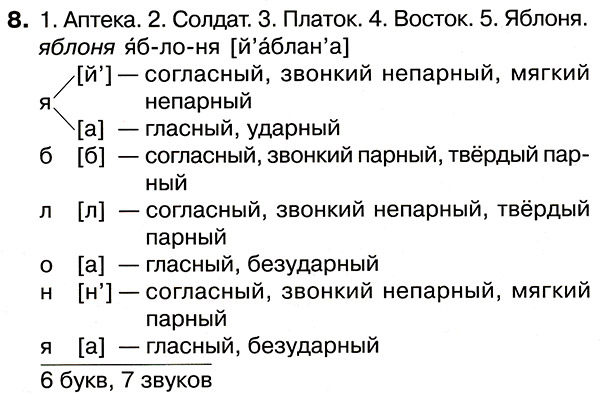 8. 1. Аптека. 2. Солдат. 3. Платок. 4. Восток. 5. Яблоня.
яблоня я́б-ло-ня [й’а́блан’а]
[й’] — согласный, звонкий непарный, мягкий
я непарный
[а] — гласный, ударный
б [б] — согласный, звонкий парный, твёрдый пар-
ный
л [л] — согласный, звонкий непарный, твёрдый
парный
о [а] — гласный, безударный
н [н’] — согласный, звонкий непарный, мягкий
парный
я [а] — гласный, безударный
6 букв, 7 звуков